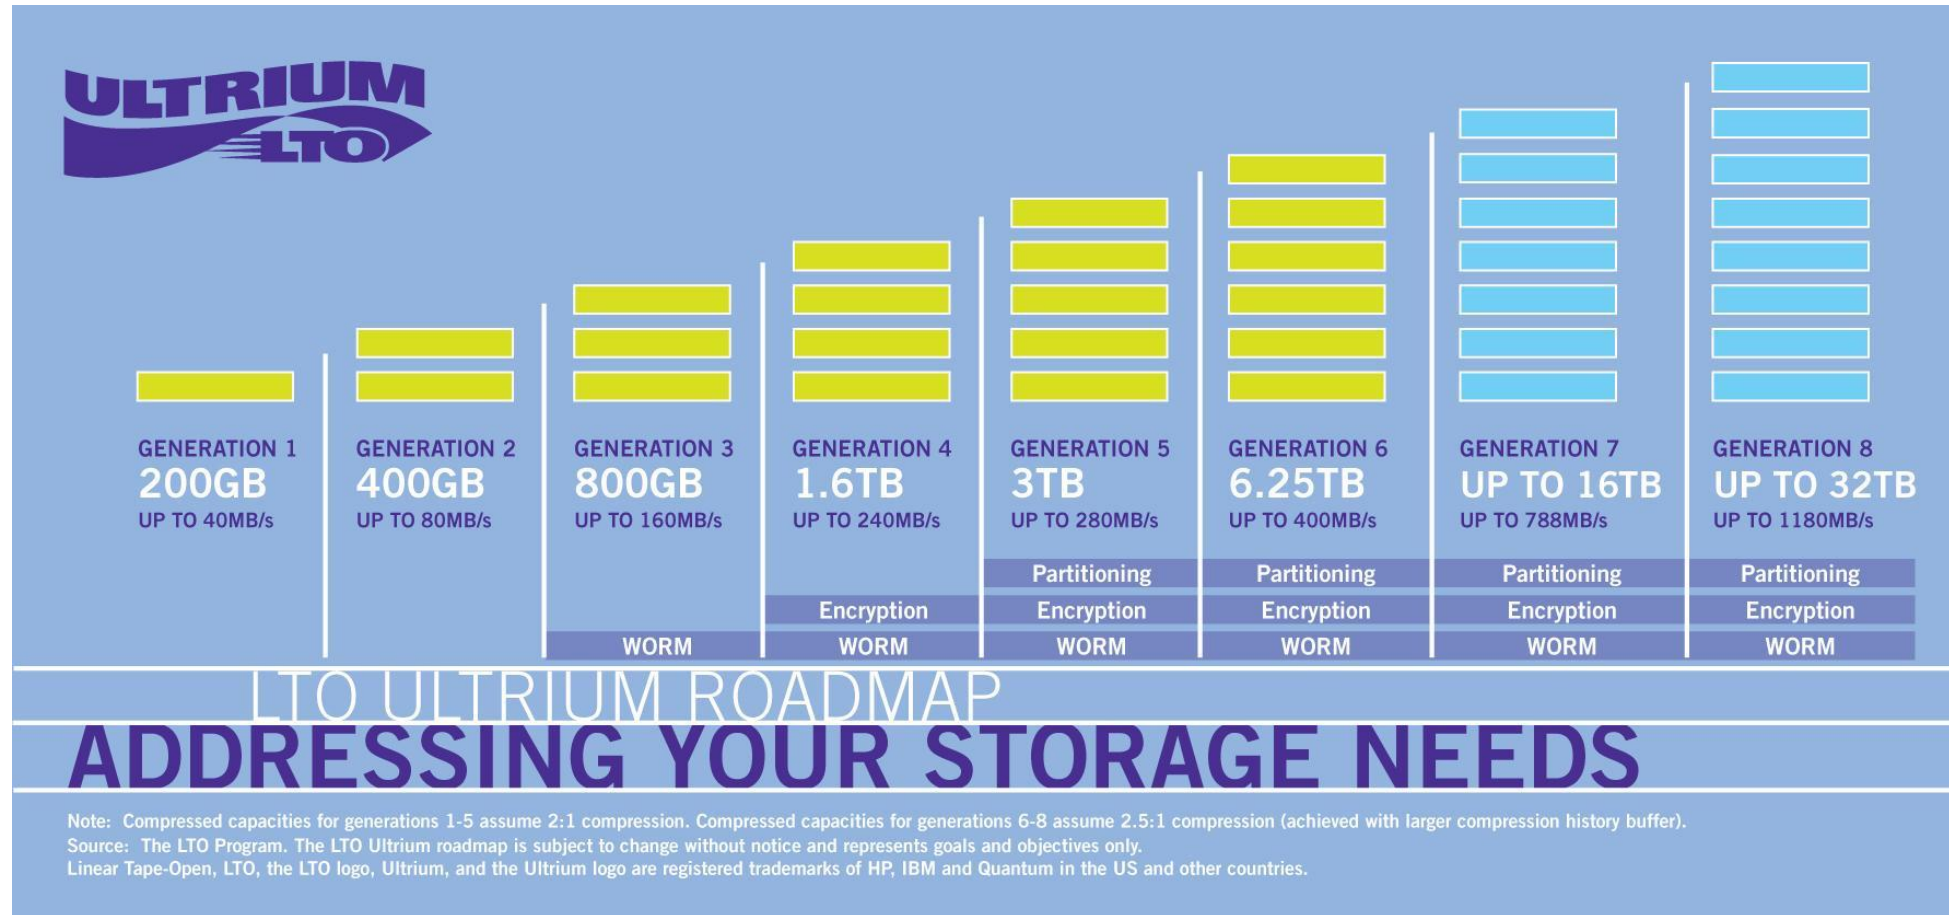 ULTRIUM
LTO
GENERATION 1
200GB
UP TO 40MB/s
GENERATION 2
400GB
UP TO 80MB/s
GENERATION 3
800GB
UP TO 160MB/s
WORM
GENERATION 4
1.6TB
UP TO 240MB/s
Encryption
WORM
GENERATION 5
3TB
UP TO 280MB/s
Partitioning
Encryption
WORM
GENERATION 6
6.25TB
UP TO 400MB/s
Partitioning
Encryption
WORM
GENERATION 7
UP TO 16TB
UP TO 788MB/s
Partitioning
Encryption
WORM
GENERATION 8
UP TO 32TB
UP TO 1180MB/s
Partitioning
Encryption
WORM
LTO ULTRIUM ROADMAP
ADDRESSING YOUR STORAGE NEEDS
Note: Compressed capacities for generations 1-5 assume 2:1 compression. Compressed capacities for generations 6-8 assume 2.5:1 compression (achieved with larger compression history buffer).
Source: The LTO Program. The LTO Ultrium roadmap is subject to change without notice and represents goals and objectives only.
Linear Tape-Open, LTO, the LTO logo, Ultrium, and the Ultrium logo are registered trademarks of HP, IBM and Quantum in the US and other countries.